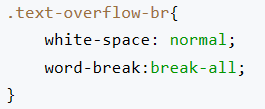 .text-overflow-br{
    white-space: normal;
    word-break:break-all;
}